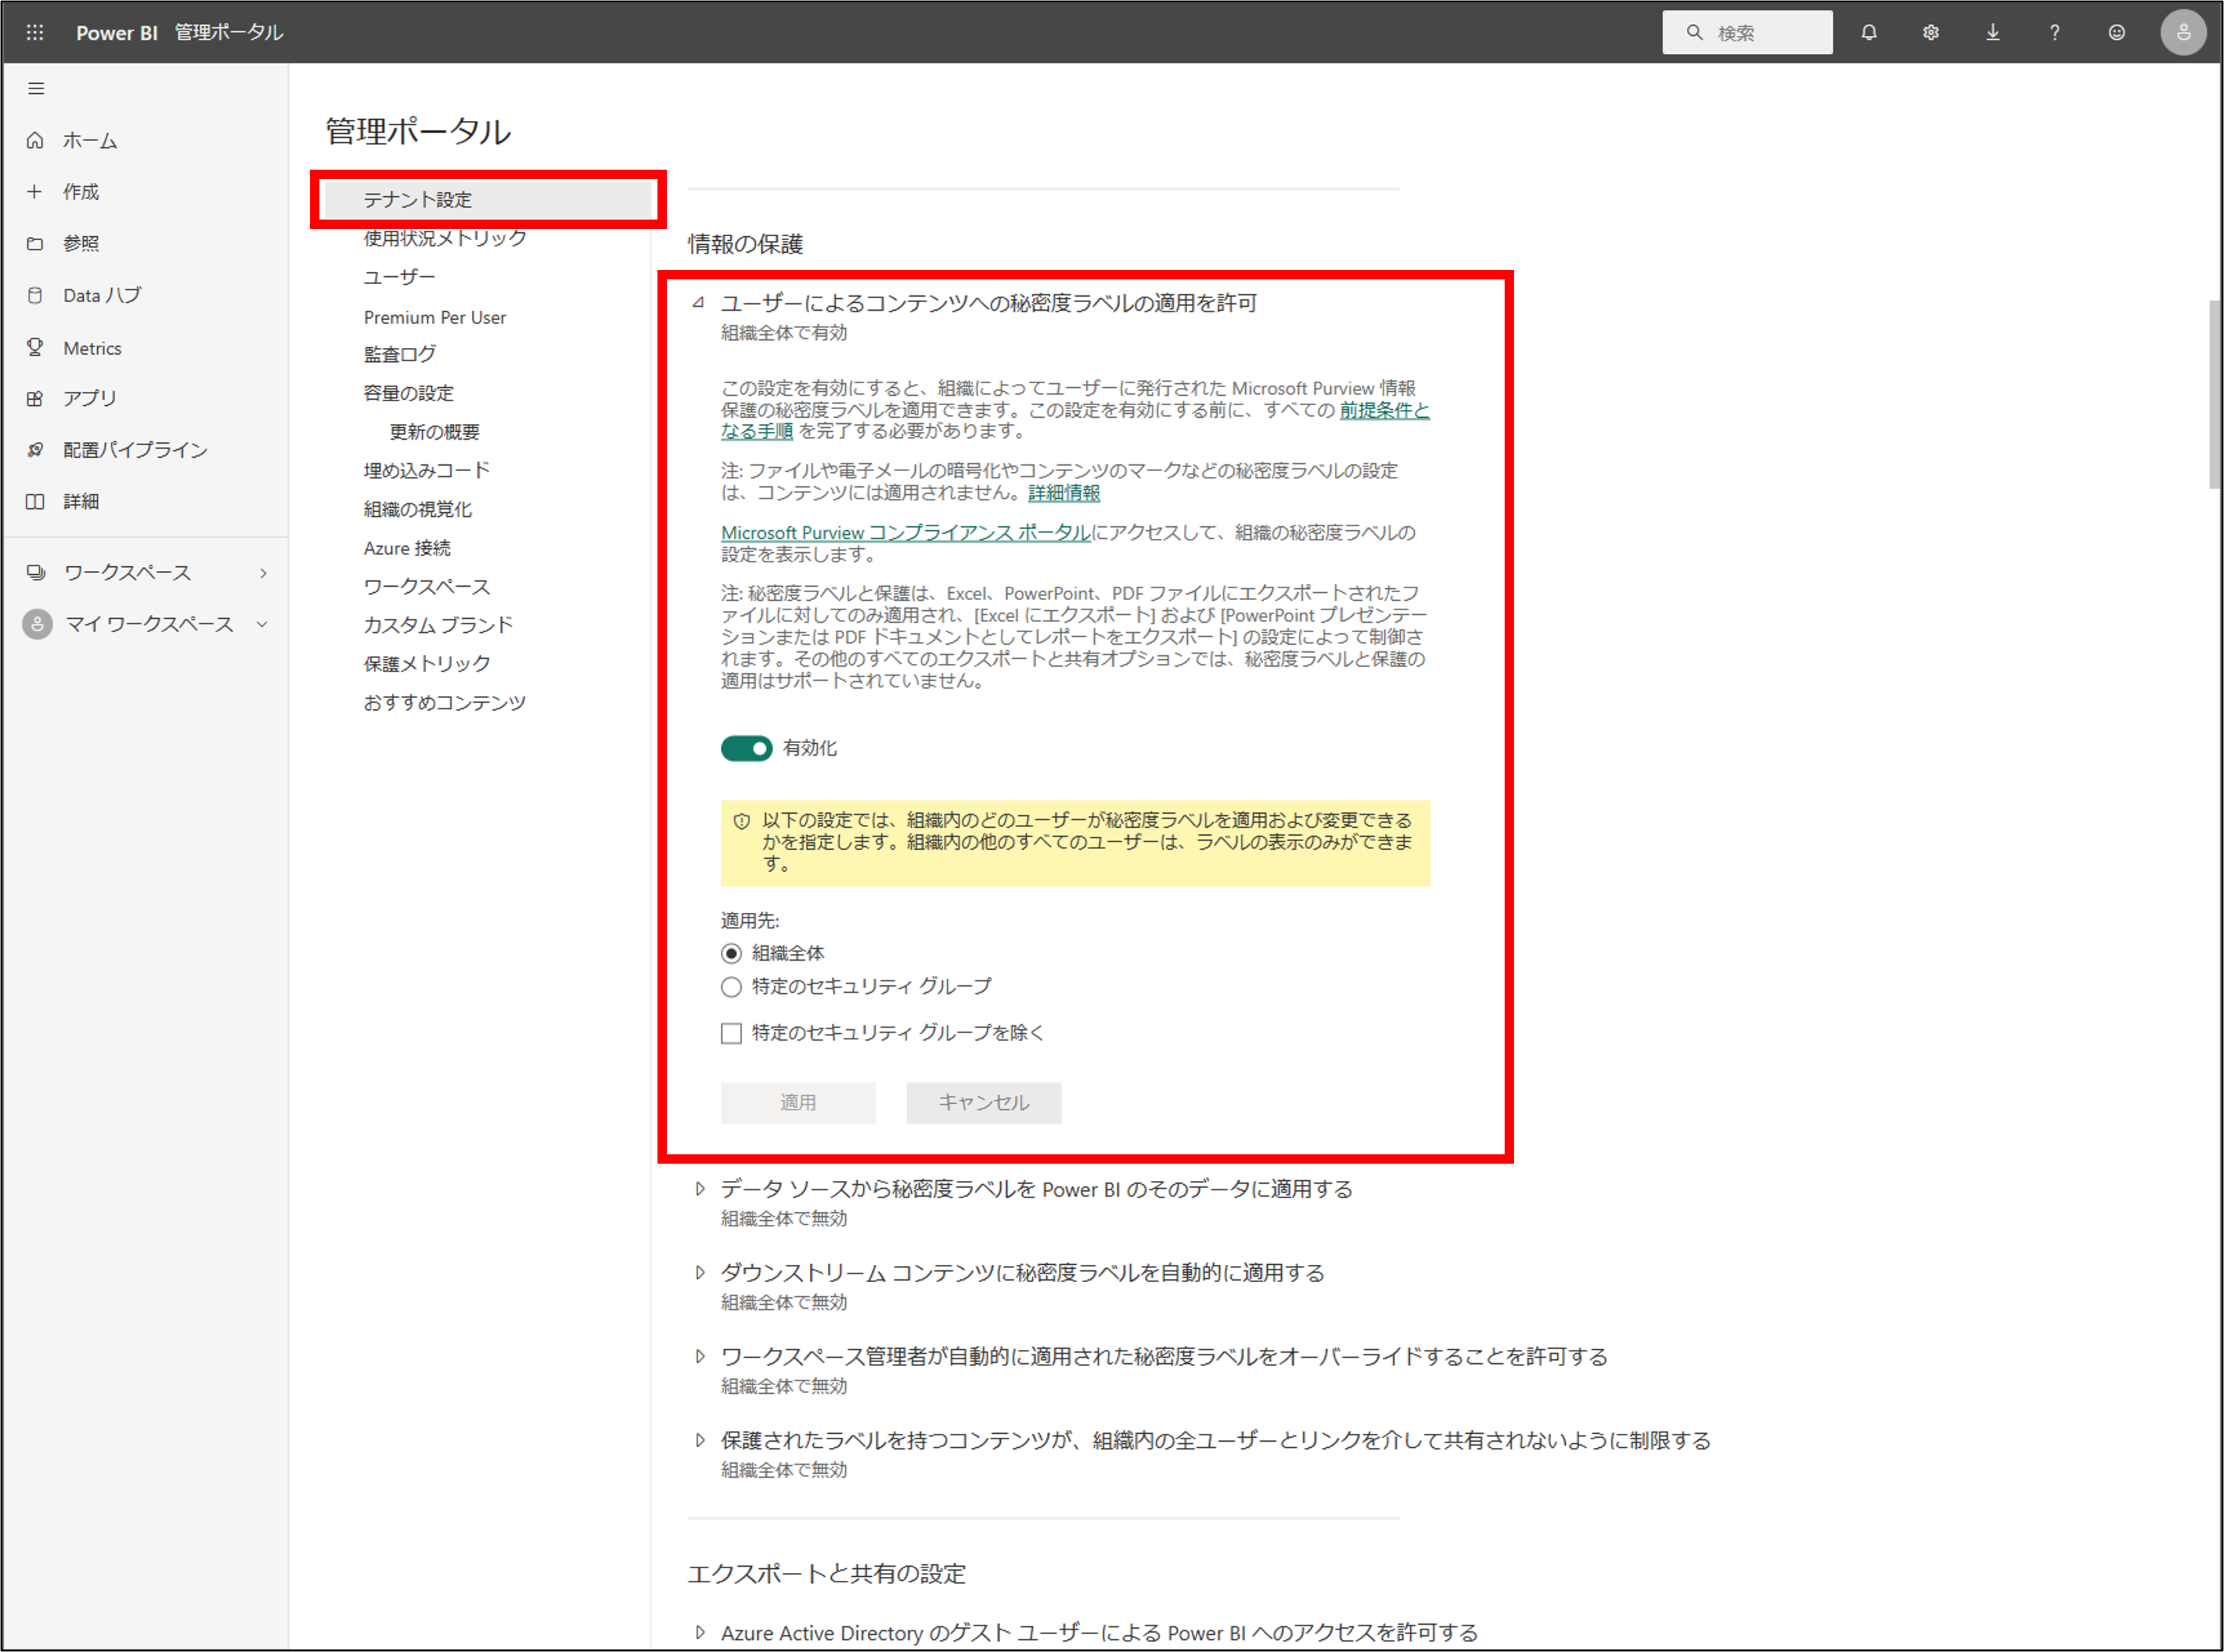 Power BI 管理ポータル
検索
ホーム
作成
参照
Data ハブ
Metrics
アプリ
配置パイプライン
詳細
ワークスペース
マイ ワークスペース
管理ポータル
テナント設定
使用状況メトリック
ユーザー
Premium Per User
監査ログ
容量の設定
更新の概要
埋め込みコード
組織の視覚化
Azure 接続
ワークスペース
カスタム ブランド
保護メトリック
おすすめコンテンツ
情報の保護
ユーザーによるコンテンツへの秘密度ラベルの適用を許可
組織全体で有効
この設定を有効にすると、組織によってユーザーに発行された Microsoft Purview 情報
保護の秘密度ラベルを適用できます。この設定を有効にする前に、すべての 前提条件と
なる手順 を完了する必要があります。
注: ファイルや電子メールの暗号化やコンテンツのマークなどの秘密度ラベルの設定
は、コンテンツには適用されません。詳細情報
Microsoft Purview コンプライアンス ポータルにアクセスして、組織の秘密度ラベルの
設定を表示します。
注: 秘密度ラベルと保護は、Excel、PowerPoint、PDF ファイルにエクスポートされたフ
ァイルに対してのみ適用され、[Excel にエクスポート] および [PowerPoint プレゼンテー
ションまたは PDF ドキュメントとしてレポートをエクスポート] の設定によって制御さ
れます。その他のすべてのエクスポートと共有オプションでは、秘密度ラベルと保護の
適用はサポートされていません。
有効化
以下の設定では、組織内のどのユーザーが秘密度ラベルを適用および変更できる
かを指定します。組織内の他のすべてのユーザーは、ラベルの表示のみができま
す。
適用先:
組織全体
特定のセキュリティ グループ
特定のセキュリティ グループを除く
適用
キャンセル
データ ソースから秘密度ラベルを Power BI のそのデータに適用する
組織全体で無効
ダウンストリーム コンテンツに秘密度ラベルを自動的に適用する
組織全体で無効
ワークスペース管理者が自動的に適用された秘密度ラベルをオーバーライドすることを許可する
組織全体で無効
保護されたラベルを持つコンテンツが、組織内の全ユーザーとリンクを介して共有されないように制限する
組織全体で無効
エクスポートと共有の設定
Azure Active Directory のゲスト ユーザーによる Power BI へのアクセスを許可する